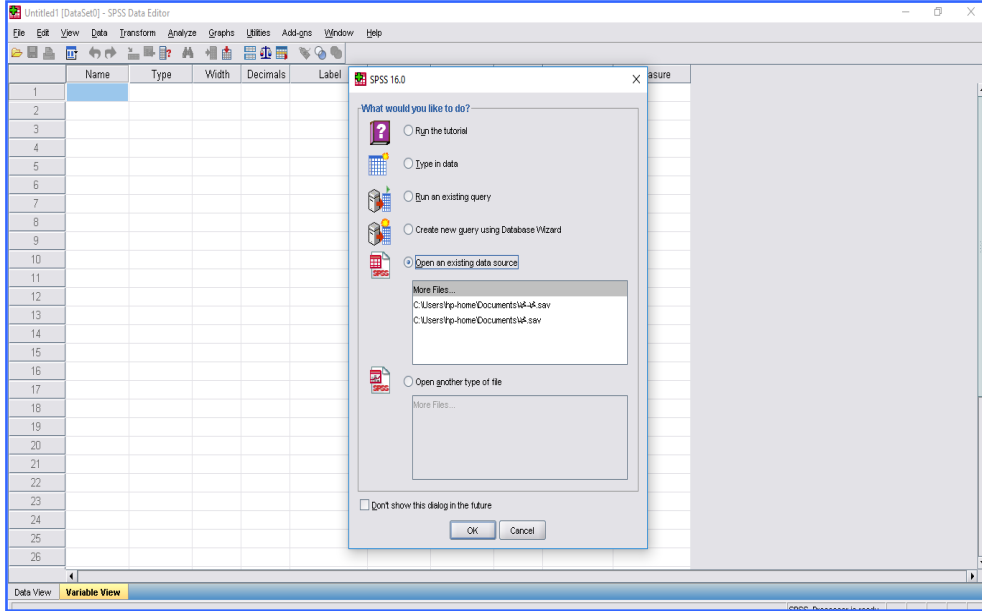 Untitled1 [DataSet0] - SPSS Data Editor
File Edit View Data Transform Analyze Graphs Utilities Add-ons Window Help
Name Type Width Decimals Label asure
SPSS 16.0
What would you like to do?
Run the tutorial
Type in data
Run an existing query
Create new query using Database Wizard
Open an existing data source
More Files...
C:\Users\hp-home\Documents\ .sav
C:\Users\hp-home\Documents\ .sav
Open another type of file
More Files...
Don't show this dialog in the future
OK Cancel
1
2
3
4
5
6
7
8
9
10
11
12
13
14
15
16
17
18
19
20
21
22
23
24
25
26
Data View Variable View
SPSS Processor is ready